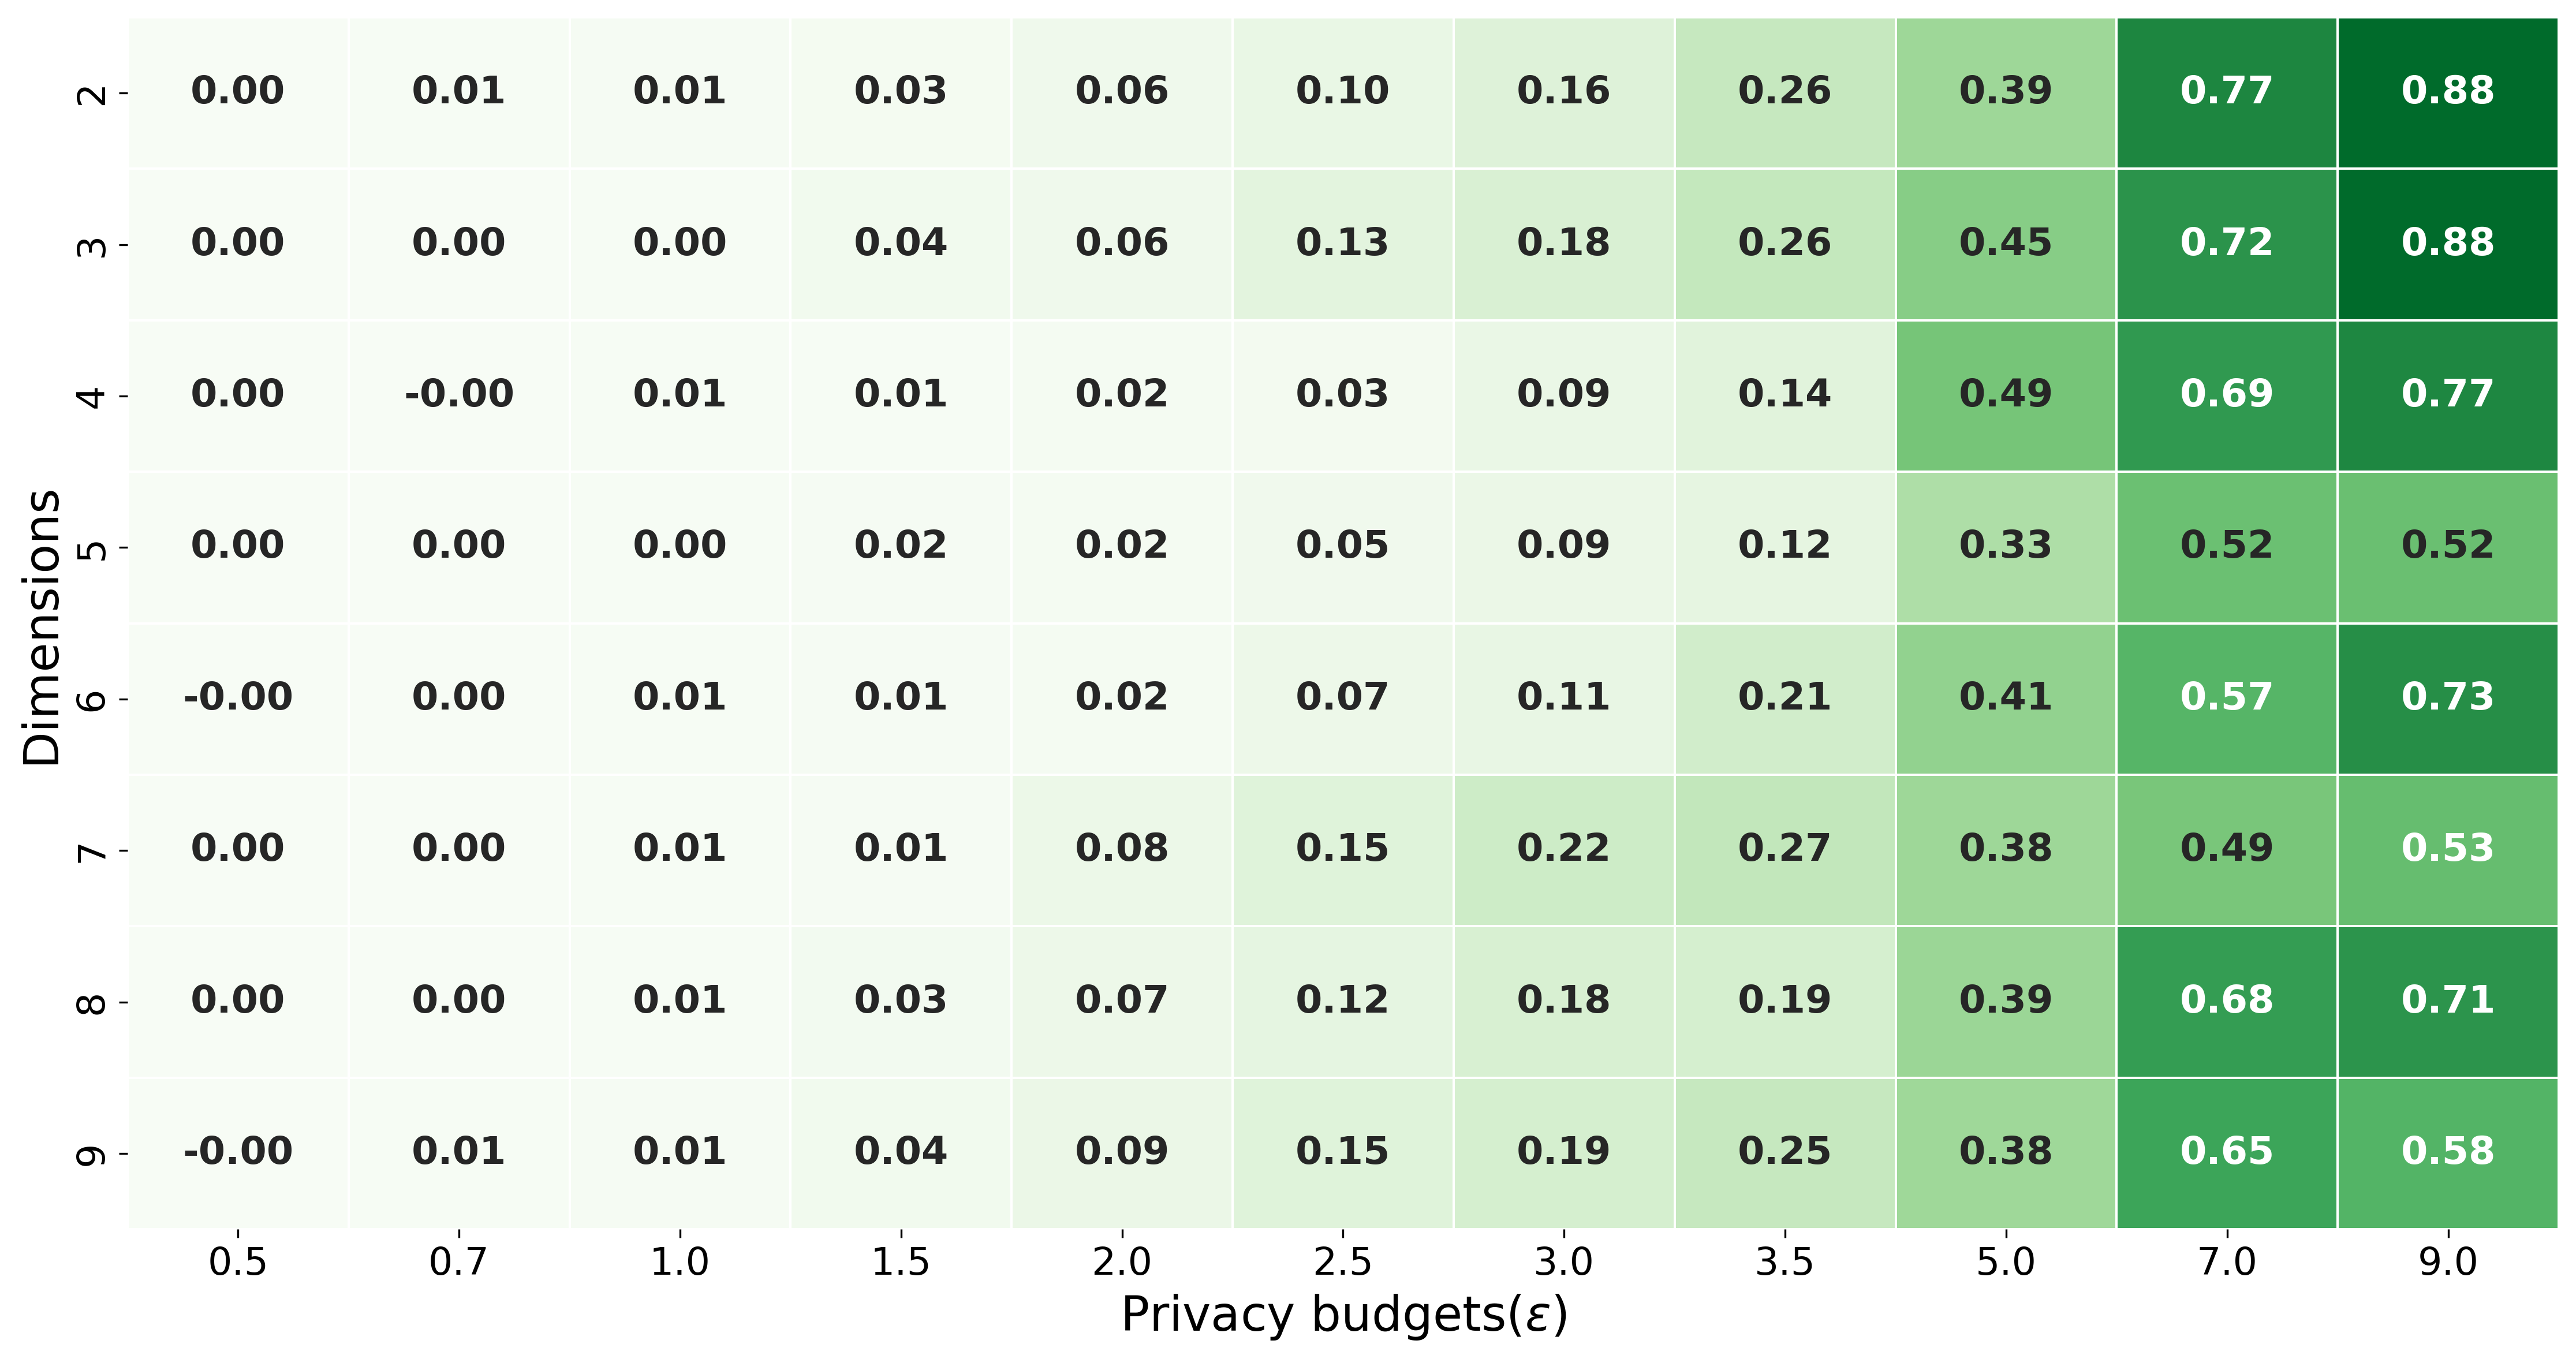 2 0.00 0.01 0.01 0.03 0.06 0.10 0.16 0.26 0.39 0.77 0.88
3 0.00 0.00 0.00 0.04 0.06 0.13 0.18 0.26 0.45 0.72 0.88
4 0.00 -0.00 0.01 0.01 0.02 0.03 0.09 0.14 0.49 0.69 0.77
5 0.00 0.00 0.00 0.02 0.02 0.05 0.09 0.12 0.33 0.52 0.52
6 -0.00 0.00 0.01 0.01 0.02 0.07 0.11 0.21 0.41 0.57 0.73
7 0.00 0.00 0.01 0.01 0.08 0.15 0.22 0.27 0.38 0.49 0.53
8 0.00 0.00 0.01 0.03 0.07 0.12 0.18 0.19 0.39 0.68 0.71
9 -0.00 0.01 0.01 0.04 0.09 0.15 0.19 0.25 0.38 0.65 0.58
0.5 0.7 1.0 1.5 2.0 2.5 3.0 3.5 5.0 7.0 9.0
Privacy budgets(ε)
Dimensions